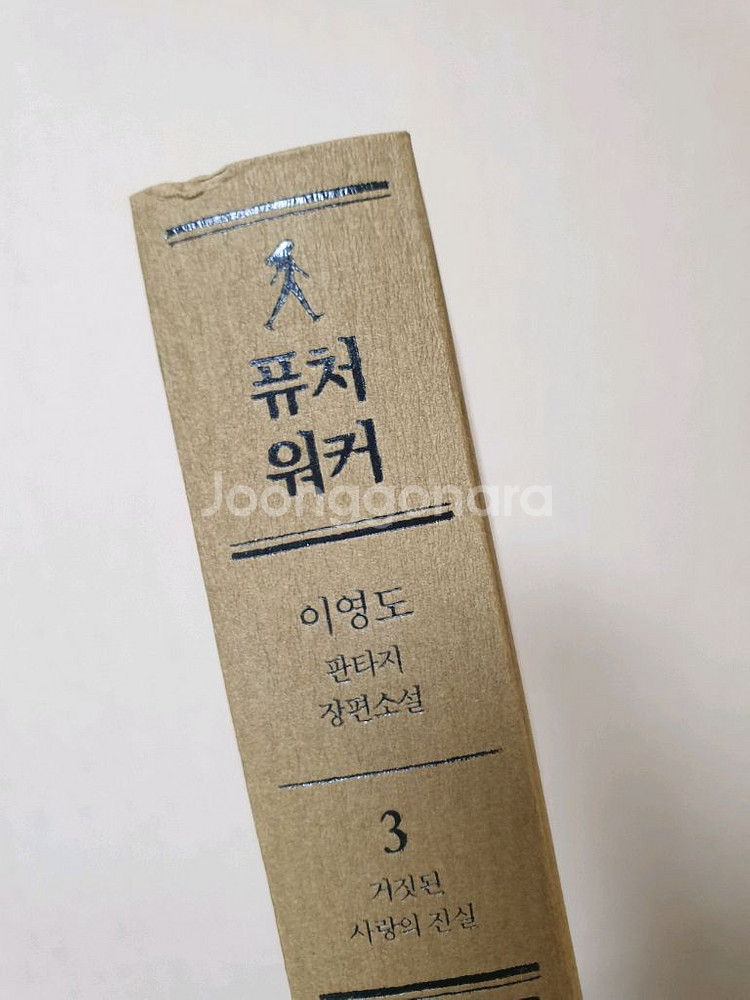 퓨처
워커
Joonggonara
이영도
판타지
장편소설
3
거짓된
사랑의 진실